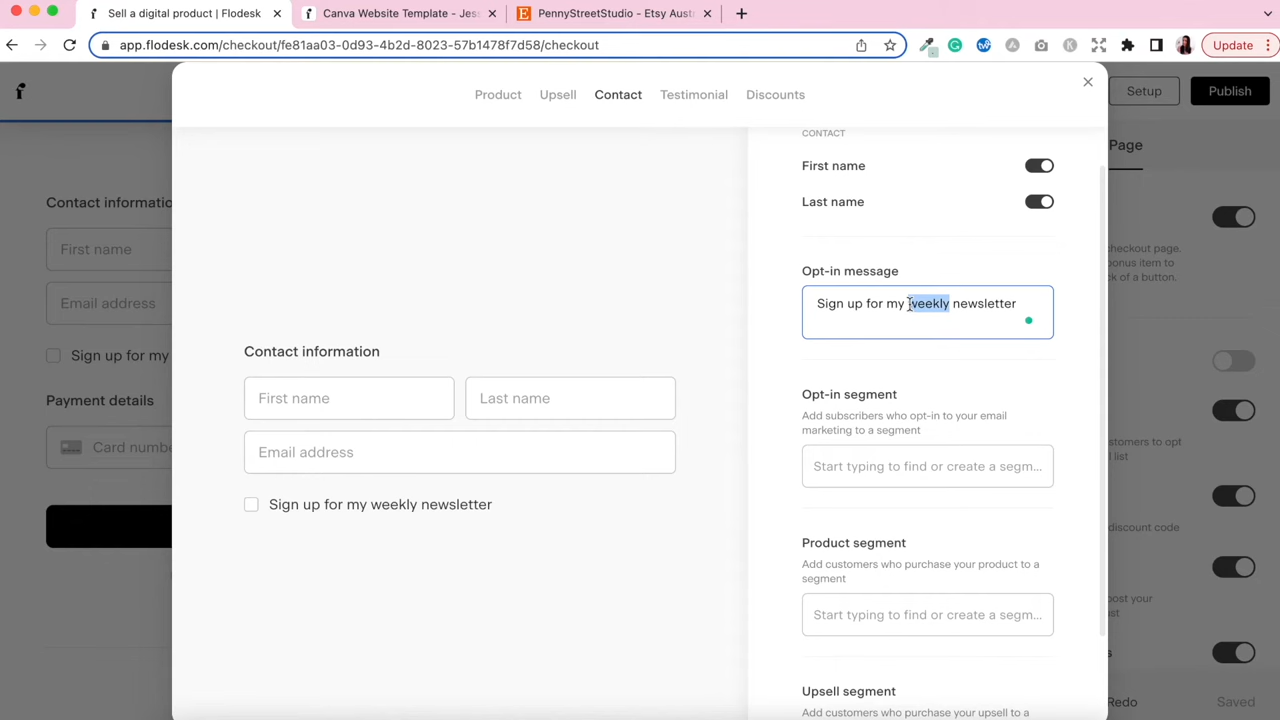 Sell a digital product | Flodesk
Canva Website Template - Jes
PennyStreetStudio - Etsy Aust
app.flodesk.com/checkout/fe81aa03-0d93-4b2d-8023-57b1478f7d58/checkout
Update
Product
Upsell
Contact
Testimonial
Discounts
Setup
Publish
Page
CONTACT
First name
Last name
Opt-in message
Sign up for my weekly newsletter
Opt-in segment
Add subscribers who opt-in to your email
marketing to a segment
Start typing to find or create a segm...
Product segment
Add customers who purchase your product to a
segment
Start typing to find or create a segm...
Upsell segment
Add customers who purchase your upsell to a
Contact information
First name
Last name
Email address
Sign up for my weekly newsletter
Contact informatio
First name
Email address
Sign up for my
Payment details
Card numbe
checkout page.
bonus item to
ck of a button.
stomers to opt
l list
discount code
post your
ust
s
Redo
Saved